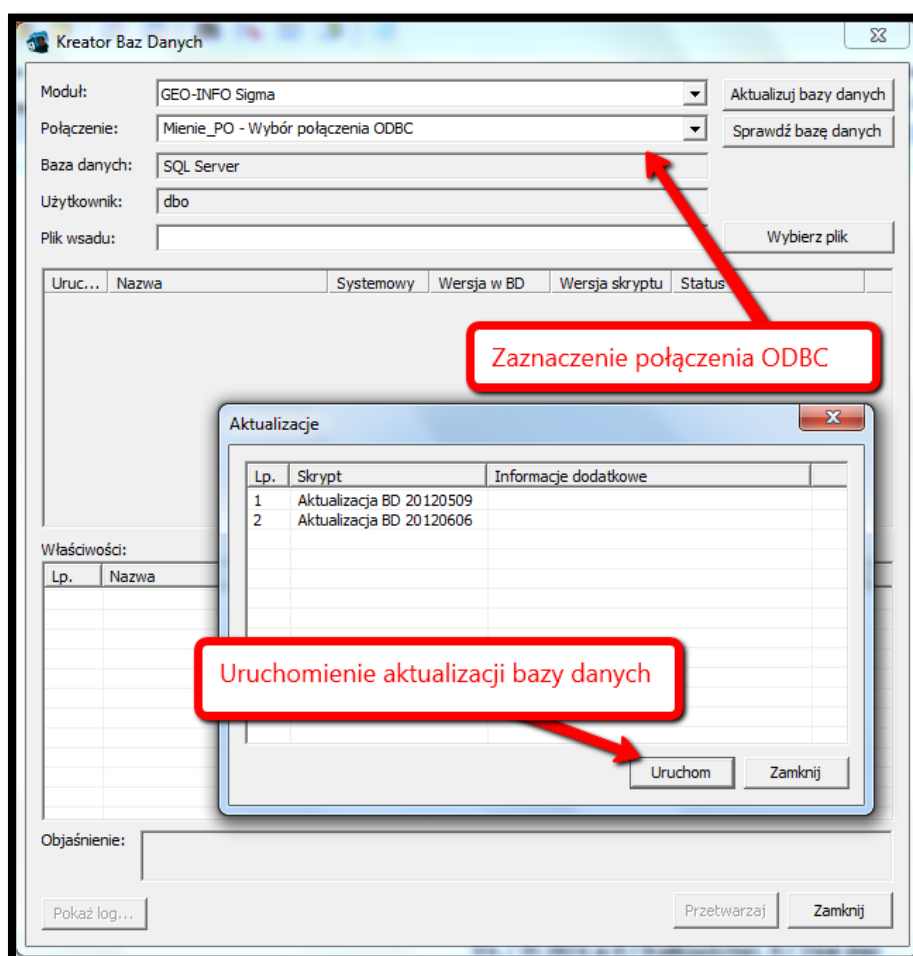 Kreator Baz Danych
Moduł: GEO-INFO Sigma Aktualizuj bazy danych
Połączenie: Mienie_PO - Wybór połączenia ODBC Sprawdź bazę danych
Baza danych: SQL Server
Użytkownik: dbo
Plik wsadu: Wybierz plik
Uruc... Nazwa Systemowy Wersja w BD Wersja skryptu Status
Zaznaczenie połączenia ODBC
Aktualizacje
Lp. Skrypt Informacje dodatkowe
1 Aktualizacja BD 20120509
2 Aktualizacja BD 20120606
Właściwości:
Lp. Nazwa
Uruchomienie aktualizacji bazy danych
Uruchom Zamknij
Objaśnienie:
Pokaż log... Przetwarzaj Zamknij